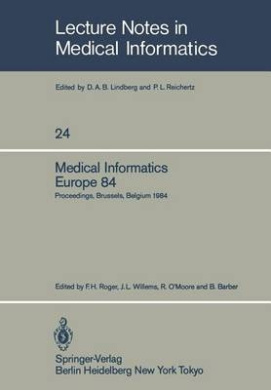 Lecture Notes in
Medical Informatics
Edited by D. A. B. Lindberg and P. L. Reichertz
24
Medical Informatics
Europe 84
Proceedings, Brussels, Belgium 1984
Edited by F.H. Roger, J.L. Willems, R. O'Moore and B. Barber
Springer-Verlag
Berlin Heidelberg New York Tokyo